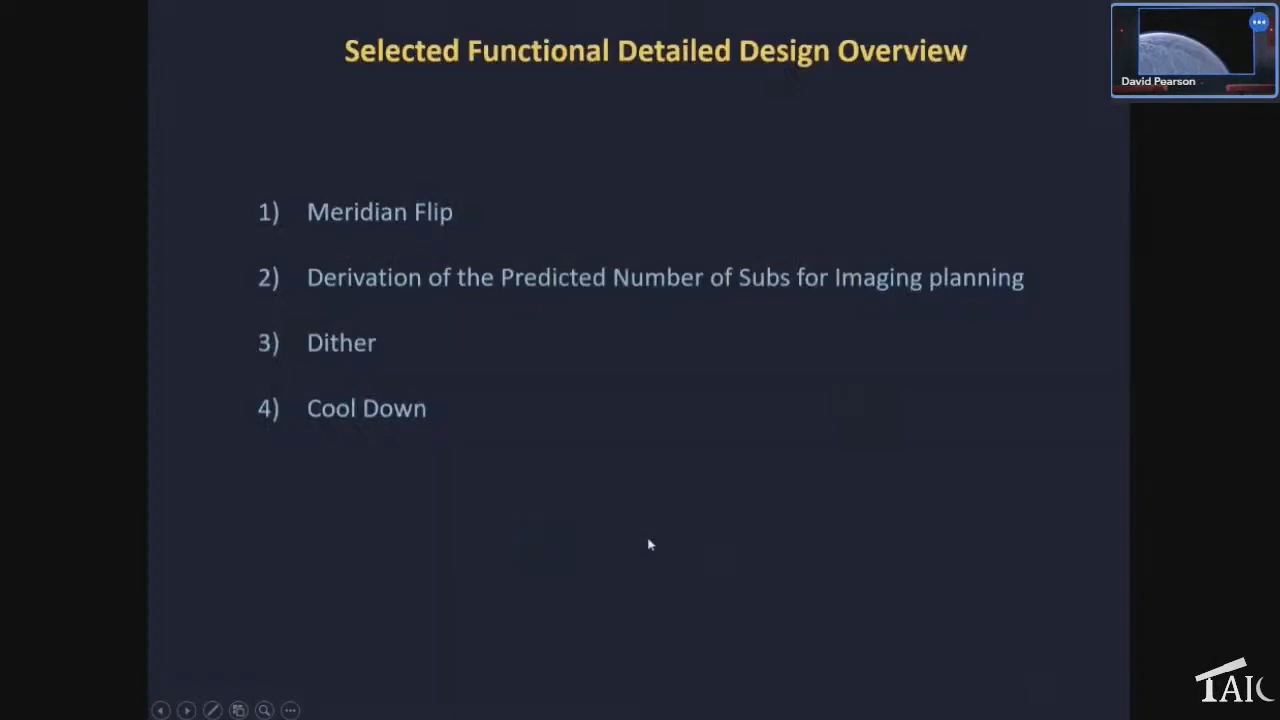 Selected Functional Detailed Design Overview
David Pearson
1) Meridian Flip
2) Derivation of the Predicted Number of Subs for Imaging planning
3) Dither
4) Cool Down
TAIC